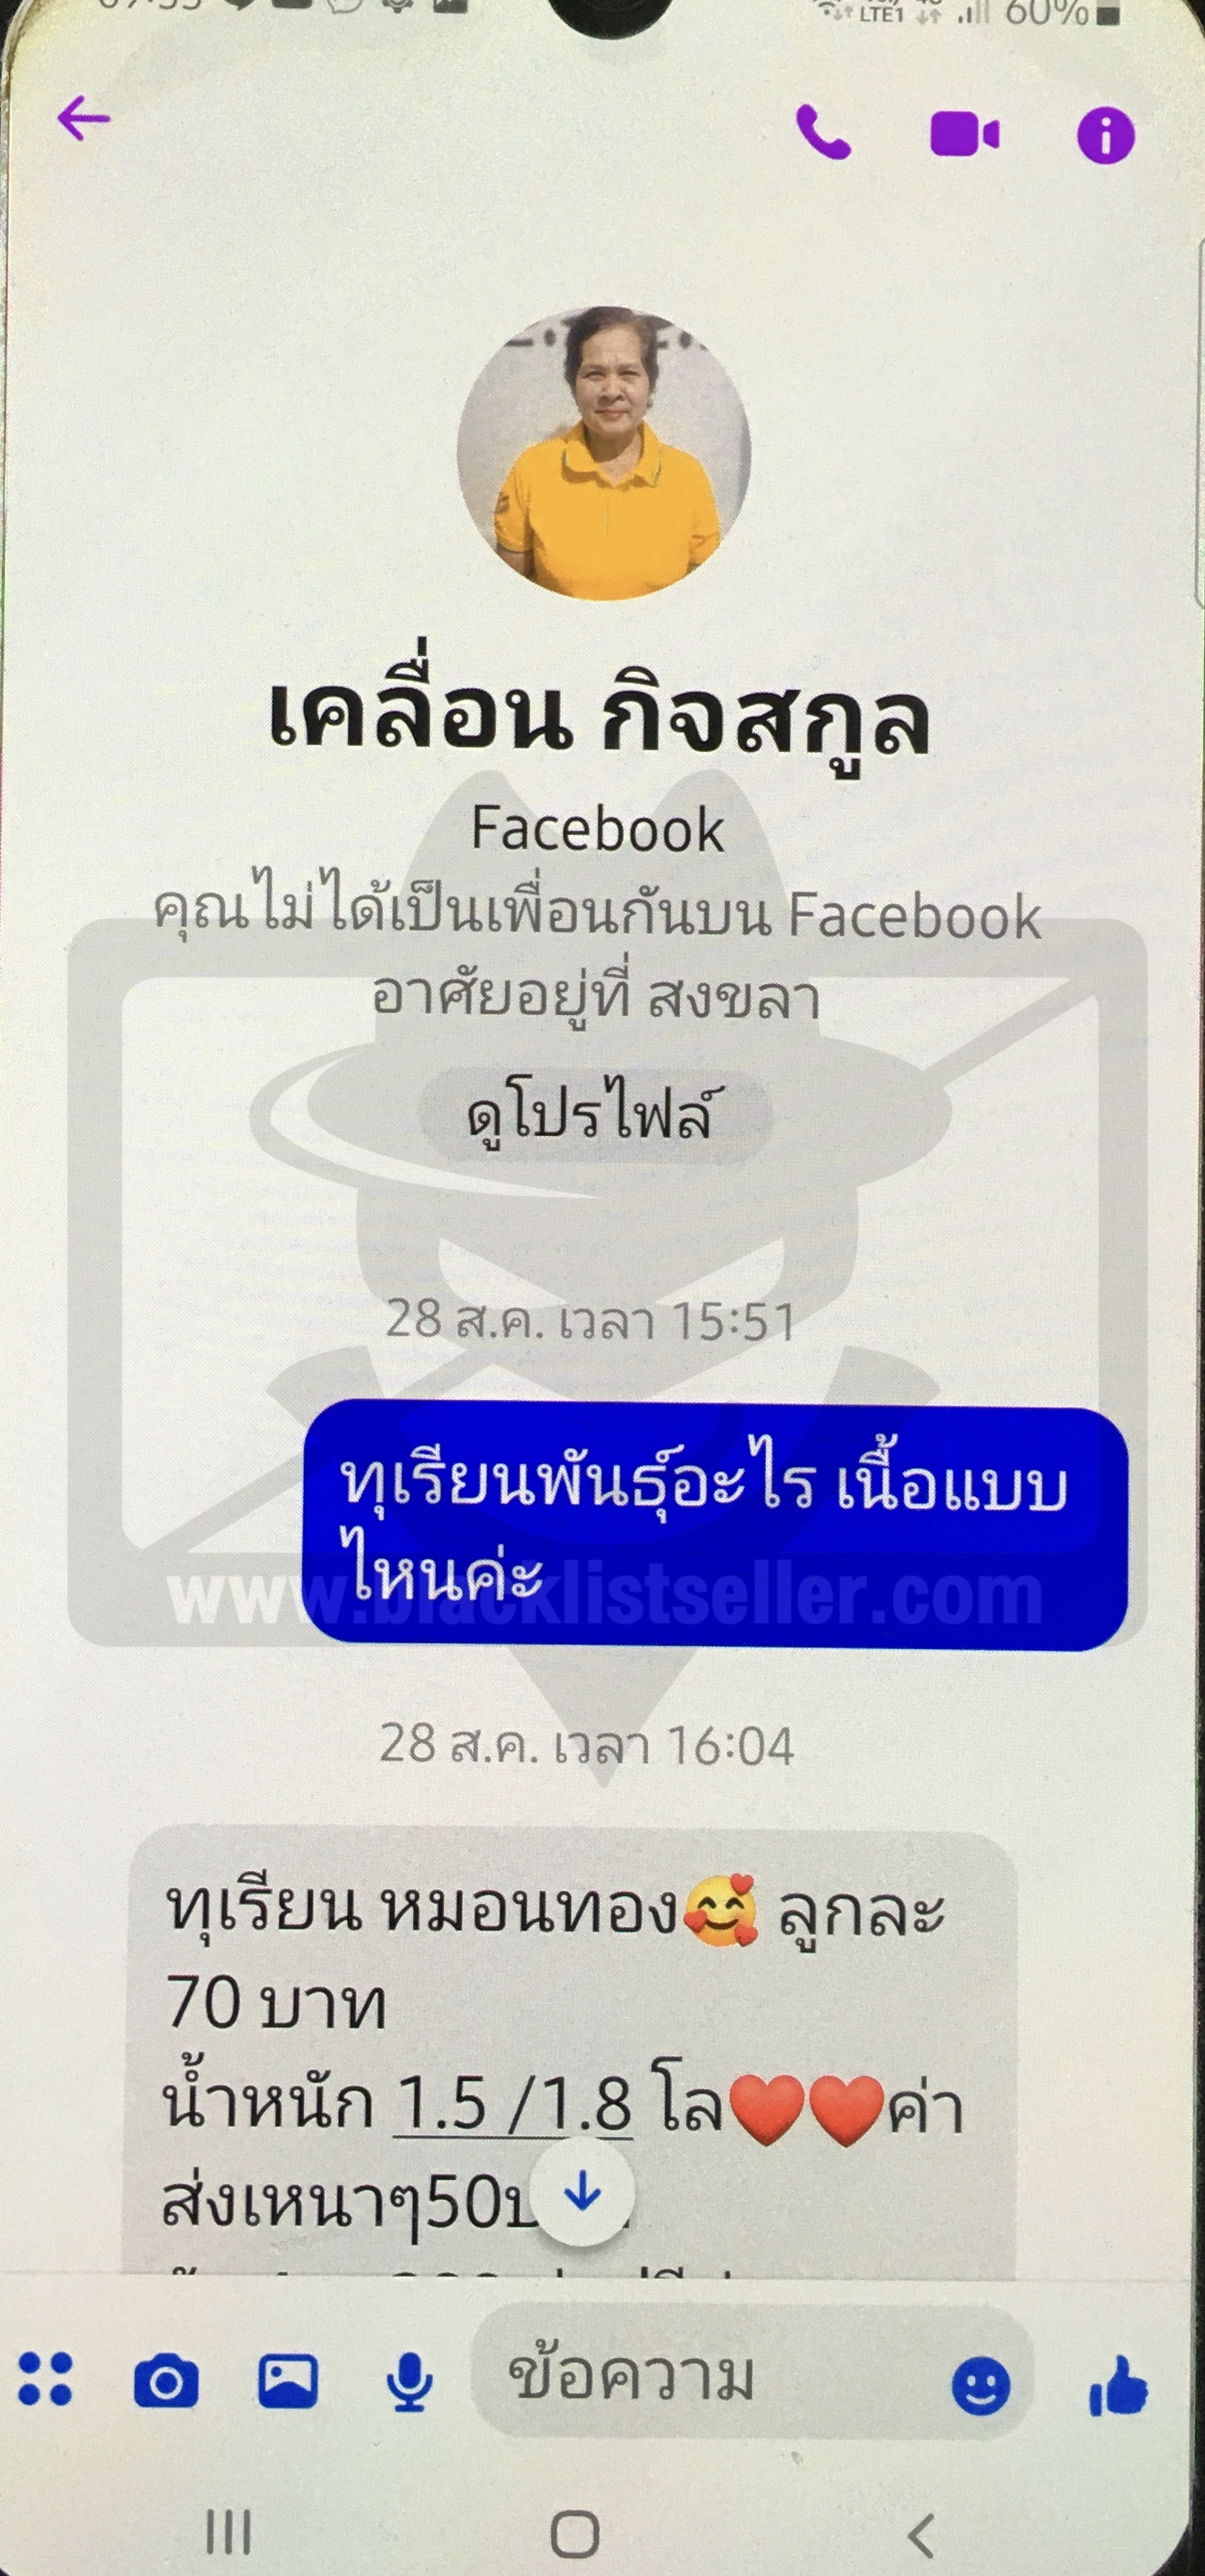 LTE1
60%
เคลื่อน กิจสกูล
Facebook
คุณไม่ได้เป็นเพื่อนกันบน Facebook
อาศัยอยู่ที่ สงขลา
ดูโปรไฟล์
28 ส.ค. เวลา 15:51
ทุเรียนพันธุ์อะไร เนื้อแบบ
ไหนค่ะ
www.blacklistseller.com
28 ส.ค. เวลา 16:04
ทุเรียน หมอนทอง🥰 ลูกละ
70 บาท
น้ำหนัก 1.5 /1.8 โล❤️❤️ค่า
ส่งเหนาๆ50
ข้อความ